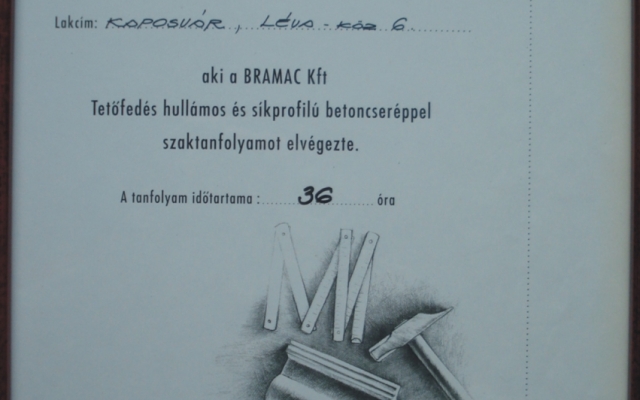 Lakcím: KAPOSVÁR, LÉVA-KÖZ 6.
aki a BRAMAC Kft
Tetőfedés hullámos és síkprofilú betoncseréppel
szaktanfolyamot elvégezte.
A tanfolyam időtartama: 36 óra